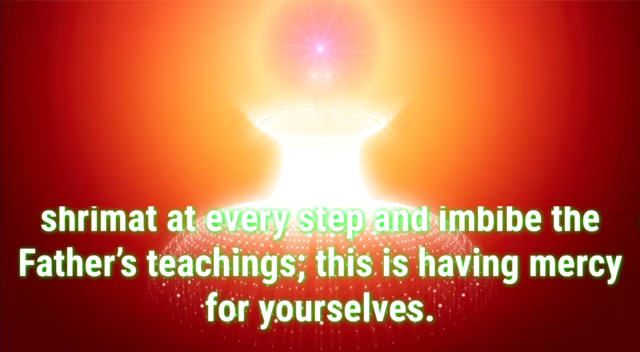 shrimat at every step and imbibe the
Father’s teachings; this is having mercy
for yourselves.